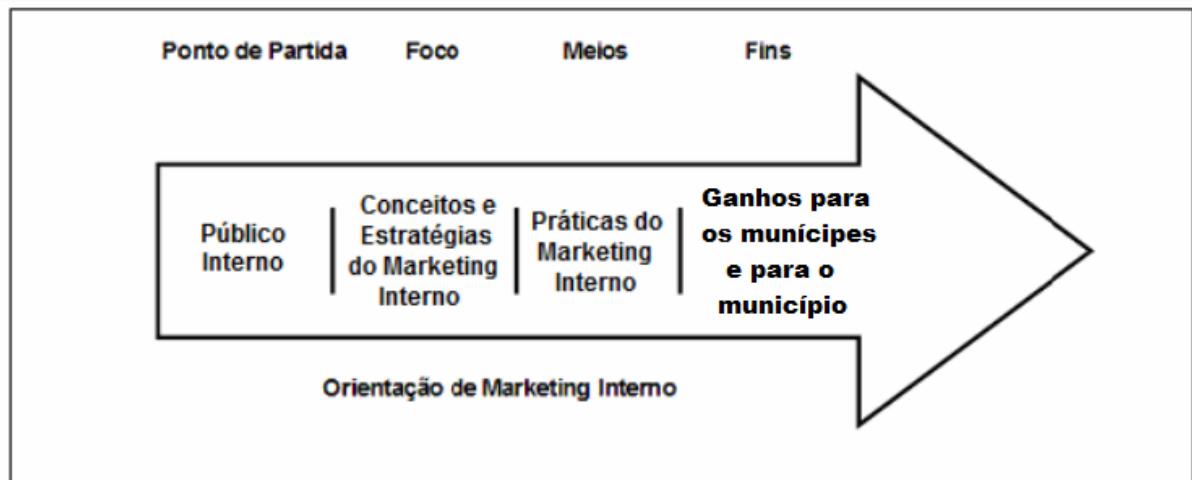 Ponto de Partida Foco Meios Fins
Público
Interno
Conceitos e
Estratégias
do Marketing
Interno
Práticas do
Marketing
Interno
Ganhos para
os munícipes
e para o
município
Orientação de Marketing Interno